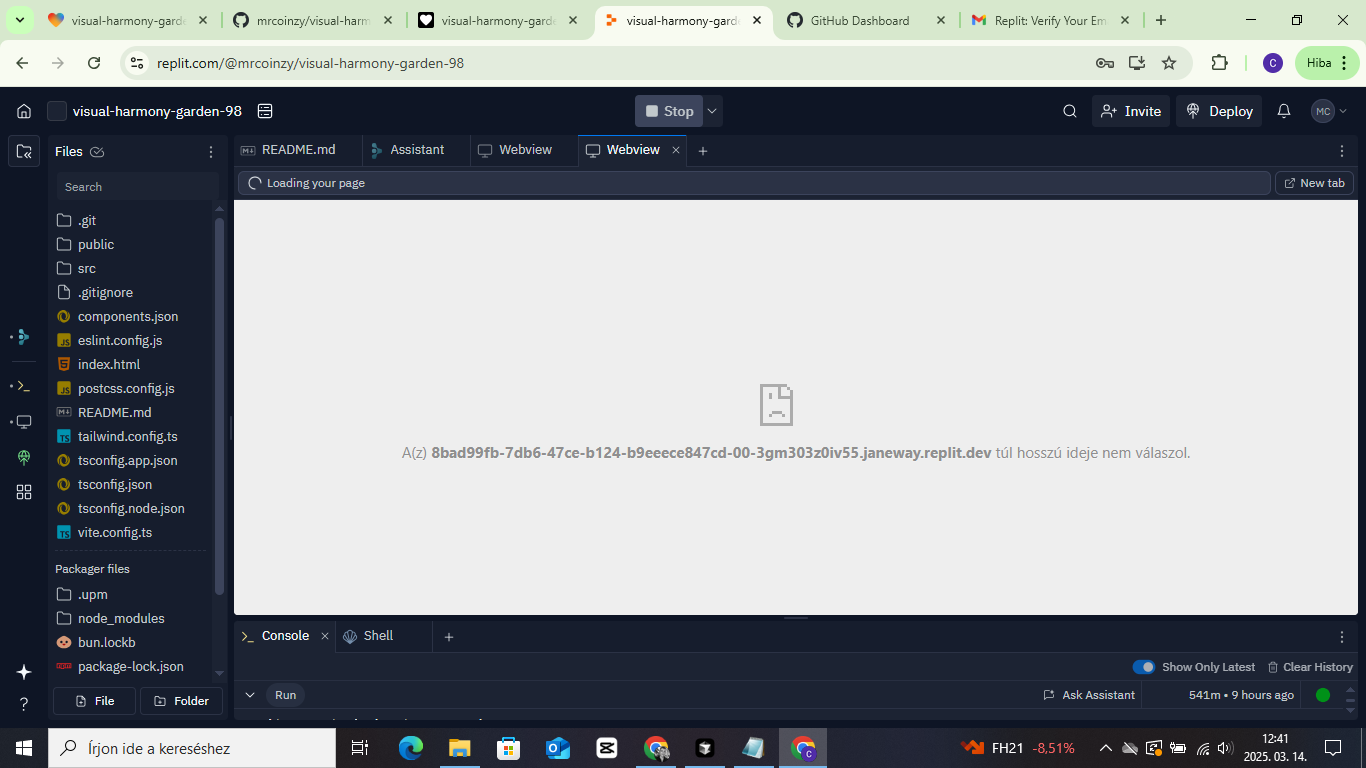 visual-harmony-garde
mrcoinzy/visual-harm
visual-harmony-garde
visual-harmony-garde
GitHub Dashboard
Replit: Verify Your Em
replit.com/@mrcoinzy/visual-harmony-garden-98
C
Hiba
visual-harmony-garden-98
Stop
Invite
Deploy
MC
Files
README.md
Assistant
Webview
Webview
Search
Loading your page
New tab
.git
public
src
.gitignore
components.json
eslint.config.js
index.html
postcss.config.js
README.md
tailwind.config.ts
tsconfig.app.json
tsconfig.json
tsconfig.node.json
vite.config.ts
A(z) 8bad99fb-7db6-47ce-b124-b9eeece847cd-00-3gm303z0iv55.janeway.replit.dev túl hosszú ideje nem válaszol.
Packager files
.upm
node_modules
bun.lockb
package-lock.json
File
Folder
Console
Shell
Show Only Latest
Clear History
Run
Ask Assistant
541m • 9 hours ago
Írjon ide a kereséshez
FH21 -8,51%
12:41
2025. 03. 14.